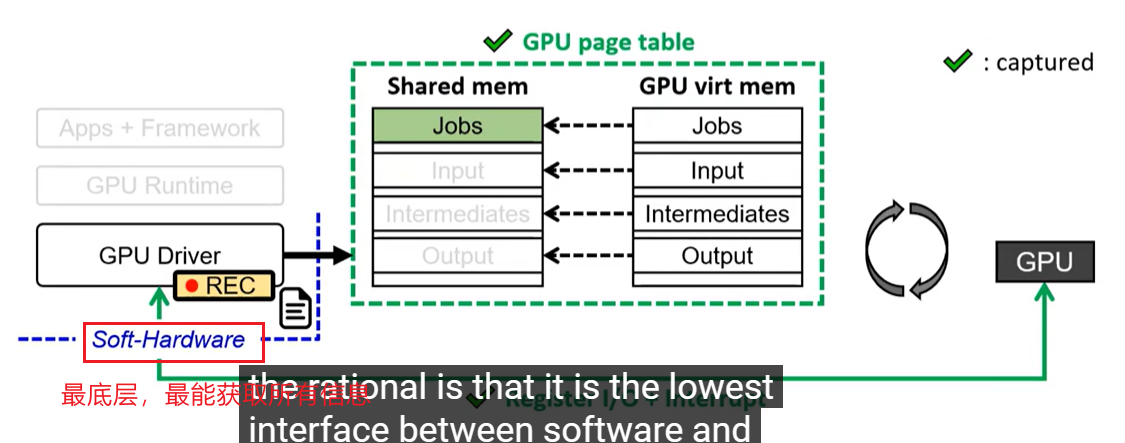 GPU page table
: captured
Shared mem
GPU virt mem
Apps + Framework
Jobs
Jobs
GPU Runtime
Input
Input
Intermediates
Intermediates
GPU Driver
Output
Output
GPU
REC
Soft-Hardware
最底层，最能获取所有信息
Register I/O + Interrupt
the rational is that it is the lowest
interface between software and